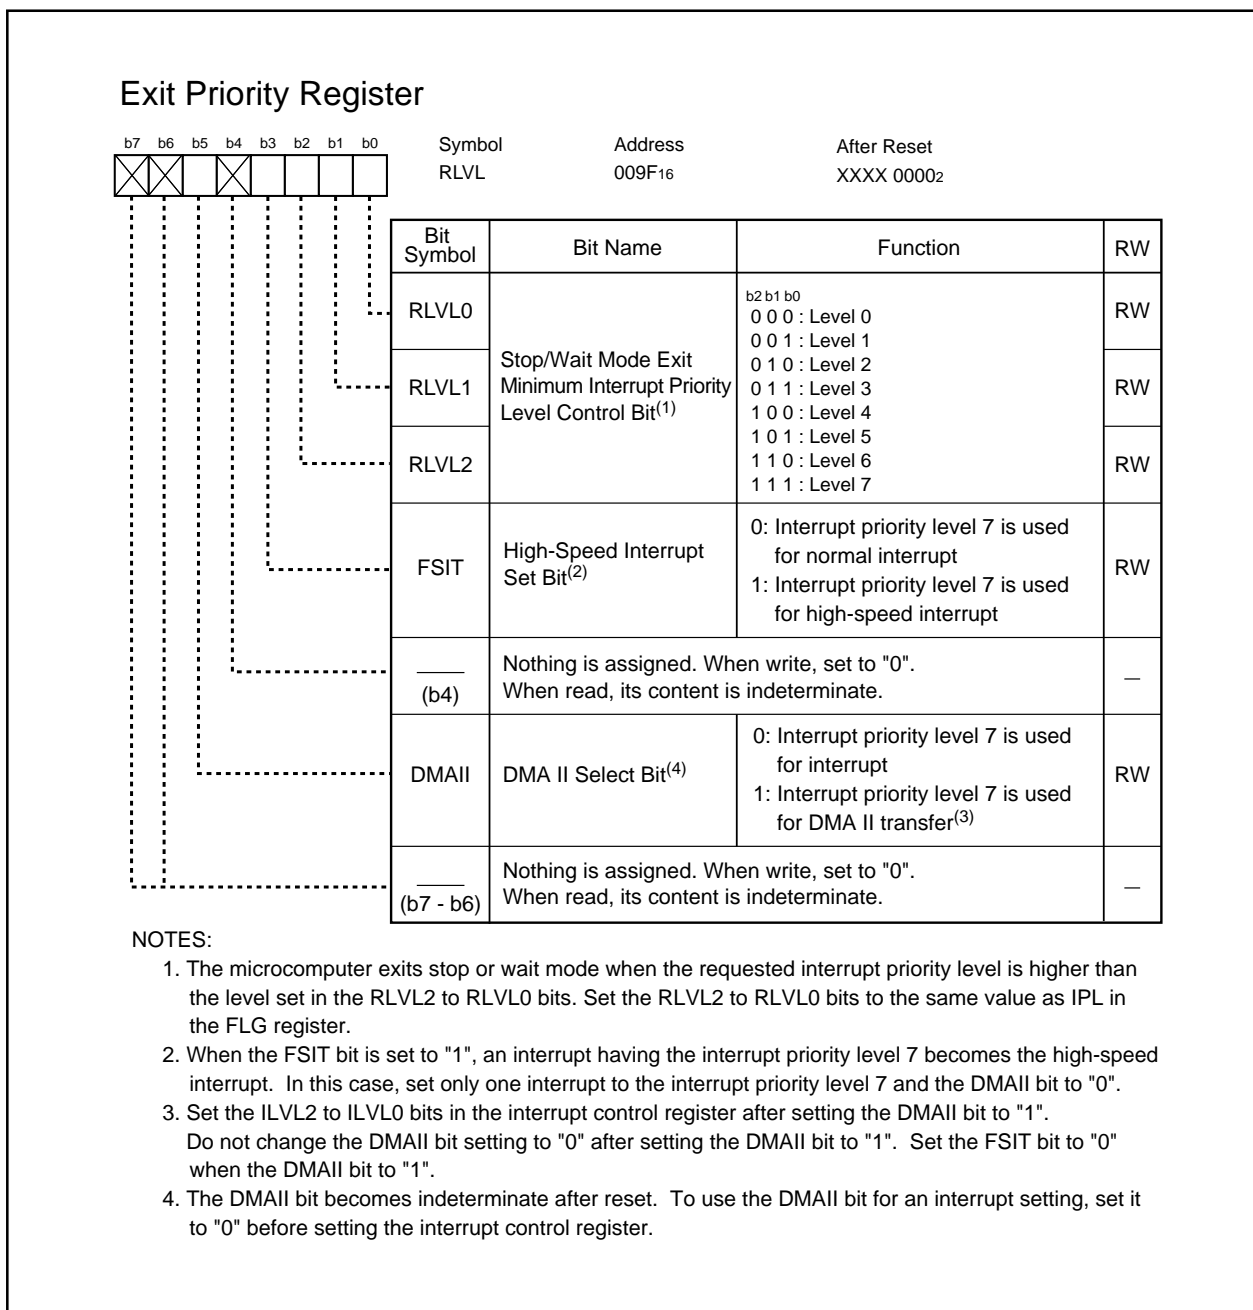 Exit Priority Register
b7 b6 b5 b4 b3 b2 b1 b0
Symbol Address After Reset
RLVL 009F16 XXXX 00002
Bit Symbol Bit Name Function RW
RLVL0 RW
RLVL1 RW
RLVL2 RW
Stop/Wait Mode Exit
Minimum Interrupt Priority
Level Control Bit(1)
b2 b1 b0
0 0 0 : Level 0
0 0 1 : Level 1
0 1 0 : Level 2
0 1 1 : Level 3
1 0 0 : Level 4
1 0 1 : Level 5
1 1 0 : Level 6
1 1 1 : Level 7
FSIT
High-Speed Interrupt
Set Bit(2)
0: Interrupt priority level 7 is used
for normal interrupt
1: Interrupt priority level 7 is used
for high-speed interrupt
RW
(b4)
Nothing is assigned. When write, set to "0".
When read, its content is indeterminate.
—
DMAII
DMA II Select Bit(4)
0: Interrupt priority level 7 is used
for interrupt
1: Interrupt priority level 7 is used
for DMA II transfer(3)
RW
(b7 - b6)
Nothing is assigned. When write, set to "0".
When read, its content is indeterminate.
—
NOTES:
1. The microcomputer exits stop or wait mode when the requested interrupt priority level is higher than
the level set in the RLVL2 to RLVL0 bits. Set the RLVL2 to RLVL0 bits to the same value as IPL in
the FLG register.
2. When the FSIT bit is set to "1", an interrupt having the interrupt priority level 7 becomes the high-speed
interrupt. In this case, set only one interrupt to the interrupt priority level 7 and the DMAII bit to "0".
3. Set the ILVL2 to ILVL0 bits in the interrupt control register after setting the DMAII bit to "1".
Do not change the DMAII bit setting to "0" after setting the DMAII bit to "1". Set the FSIT bit to "0"
when the DMAII bit to "1".
4. The DMAII bit becomes indeterminate after reset. To use the DMAII bit for an interrupt setting, set it
to "0" before setting the interrupt control register.